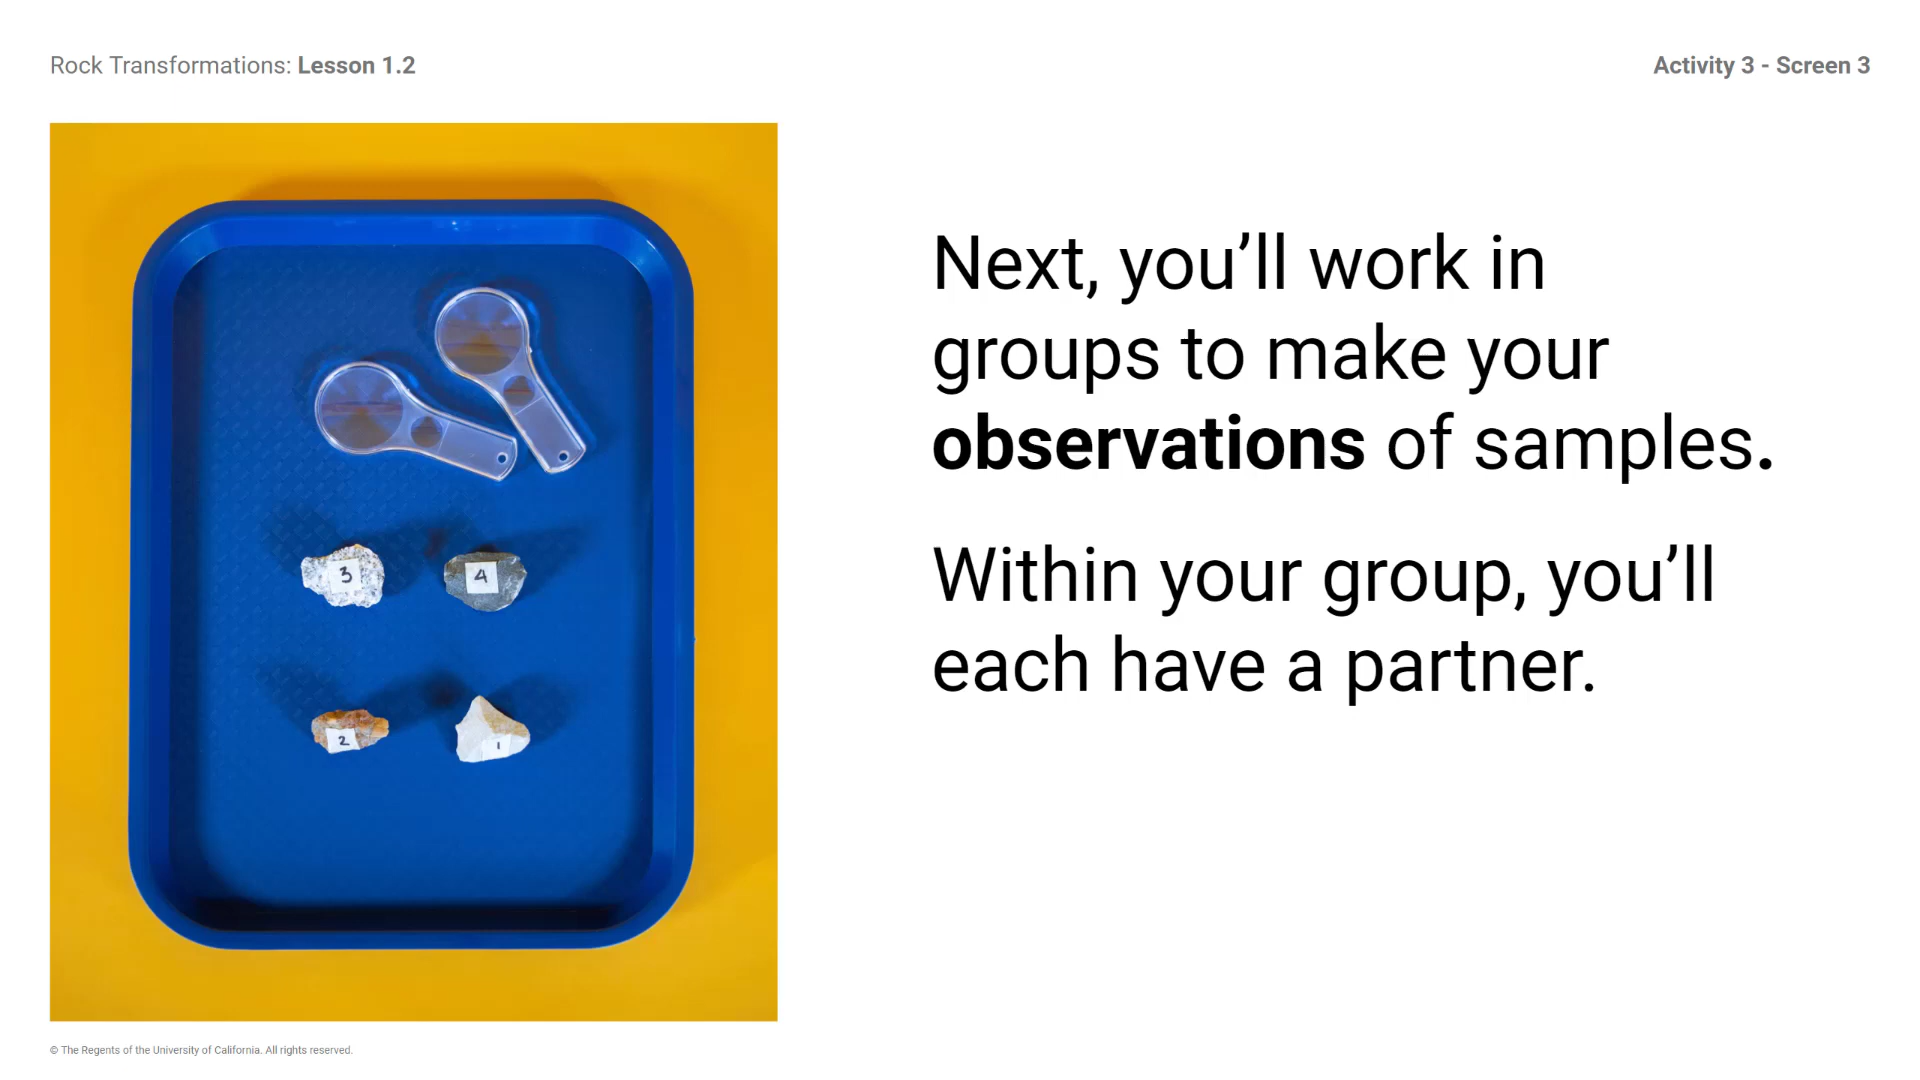 Rock Transformations: Lesson 1.2
Activity 3 - Screen 3
Next, you’ll work in
groups to make your
observations of samples.
Within your group, you’ll
each have a partner.
3
4
2
1
© The Regents of the University of California. All rights reserved.